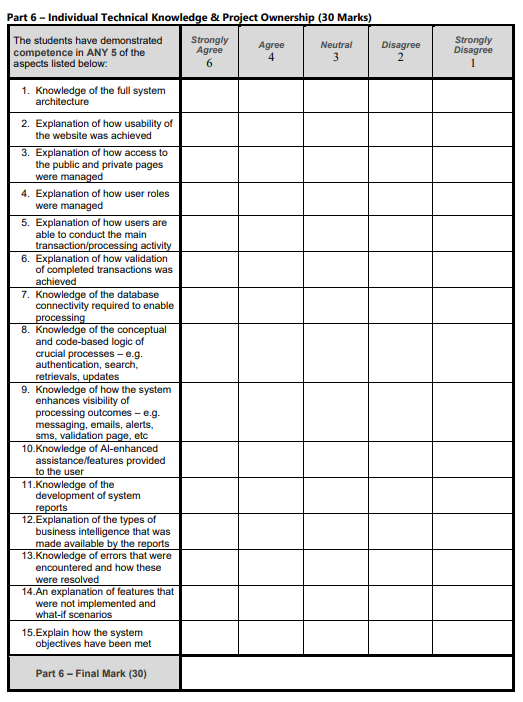 Part 6 – Individual Technical Knowledge & Project Ownership (30 Marks)
The students have demonstrated
competence in ANY 5 of the
aspects listed below:
Strongly
Agree
6
Agree
4
Neutral
3
Disagree
2
Strongly
Disagree
1
1. Knowledge of the full system
architecture
2. Explanation of how usability of
the website was achieved
3. Explanation of how access to
the public and private pages
were managed
4. Explanation of how user roles
were managed
5. Explanation of how users are
able to conduct the main
transaction/processing activity
6. Explanation of how validation
of completed transactions was
achieved
7. Knowledge of the database
connectivity required to enable
processing
8. Knowledge of the conceptual
and code-based logic of
crucial processes – e.g.
authentication, search,
retrievals, updates
9. Knowledge of how the system
enhances visibility of
processing outcomes – e.g.
messaging, emails, alerts,
sms, validation page, etc
10.Knowledge of AI-enhanced
assistance/features provided
to the user
11.Knowledge of the
development of system
reports
12.Explanation of the types of
business intelligence that was
made available by the reports
13.Knowledge of errors that were
encountered and how these
were resolved
14.An explanation of features that
were not implemented and
what-if scenarios
15.Explain how the system
objectives have been met
Part 6 – Final Mark (30)